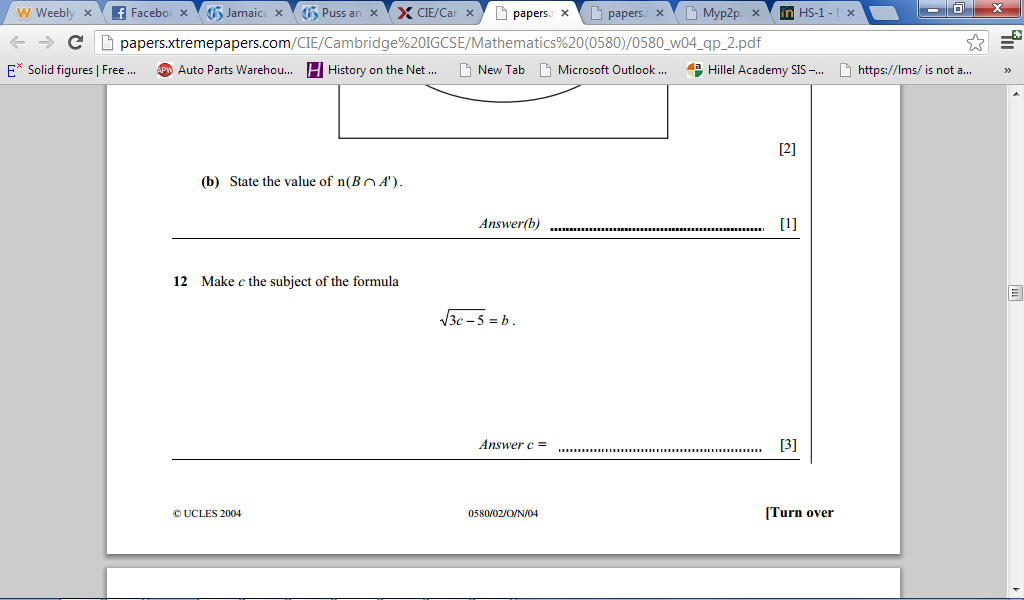 Weebly
Faceboo
Jamaica
Puss an
CIE/Cam
papers.
papers.
Myp2p.
HS-1 -
papers.xtremepapers.com/CIE/Cambridge%20IGCSE/Mathematics%20(0580)/0580_w04_qp_2.pdf
Solid figures | Free ... Auto Parts Warehou... History on the Net ... New Tab Microsoft Outlook ... Hillel Academy SIS –... https://lms/ is not a... »
[2]
(b) State the value of n(B ∩ A').
Answer(b) ........................................................ [1]
12 Make c the subject of the formula
√3c – 5 = b .
Answer c = ........................................................ [3]
© UCLES 2004 0580/02/O/N/04 [Turn over